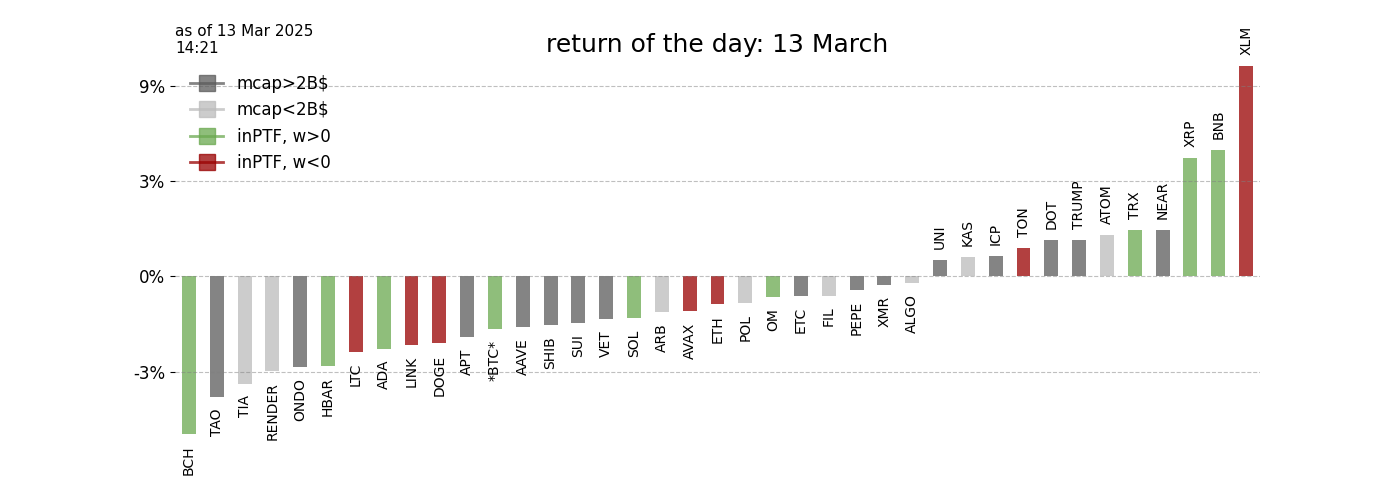 as of 13 Mar 2025
14:21
return of the day: 13 March
mcap>2B$
mcap<2B$
inPTF, w>0
inPTF, w<0
9%
3%
0%
-3%
BCH
TAO
TIA
RENDER
ONDO
HBAR
LTC
ADA
LINK
DOGE
APT
*BTC*
AAVE
SHIB
SUI
VET
SOL
ARB
AVAX
ETH
POL
OM
ETC
FIL
PEPE
XMR
ALGO
UNI
KAS
ICP
TON
DOT
TRUMP
ATOM
TRX
NEAR
XRP
BNB
XLM